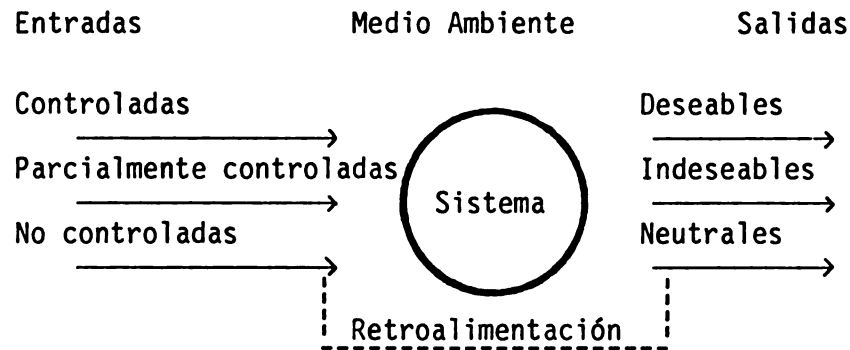 Entradas Medio Ambiente Salidas
Controladas Deseables
Parcialmente controladas Indeseables
Sistema
No controladas Neutrales
Retroalimentación